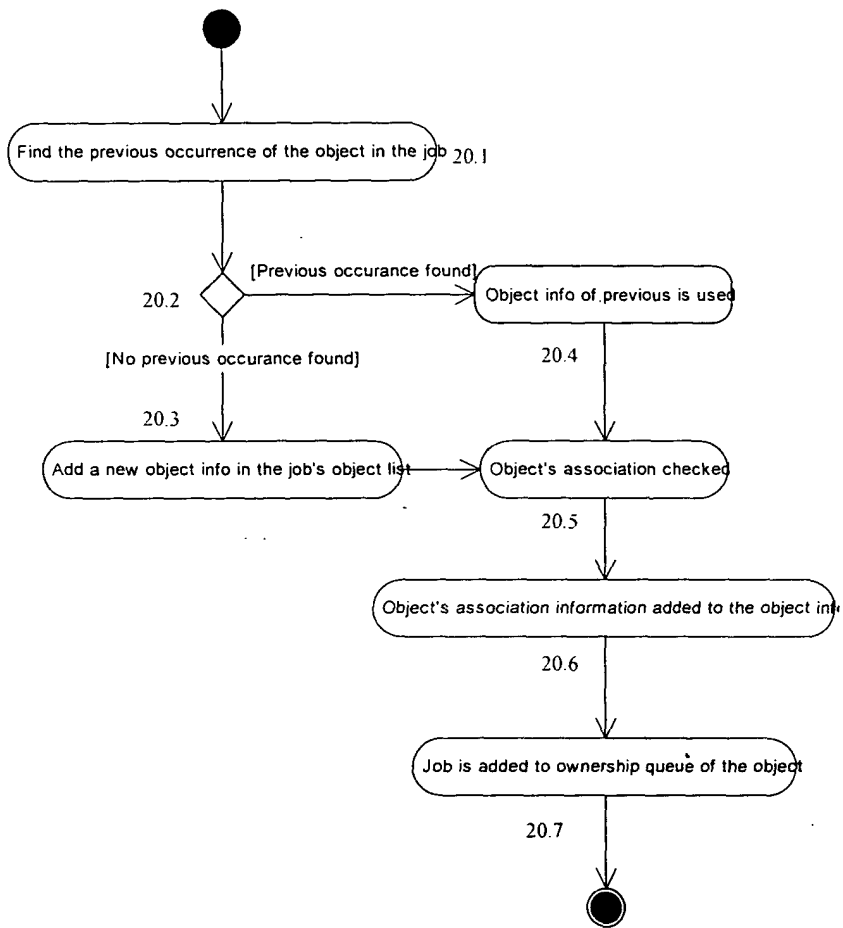 Find the previous occurrence of the object in the job 20.1
[Previous occurance found]
20.2
Object info of previous is used
[No previous occurance found]
20.4
20.3
Add a new object info in the job's object list
Object's association checked
20.5
Object's association information added to the object info
20.6
Job is added to ownership queue of the object
20.7